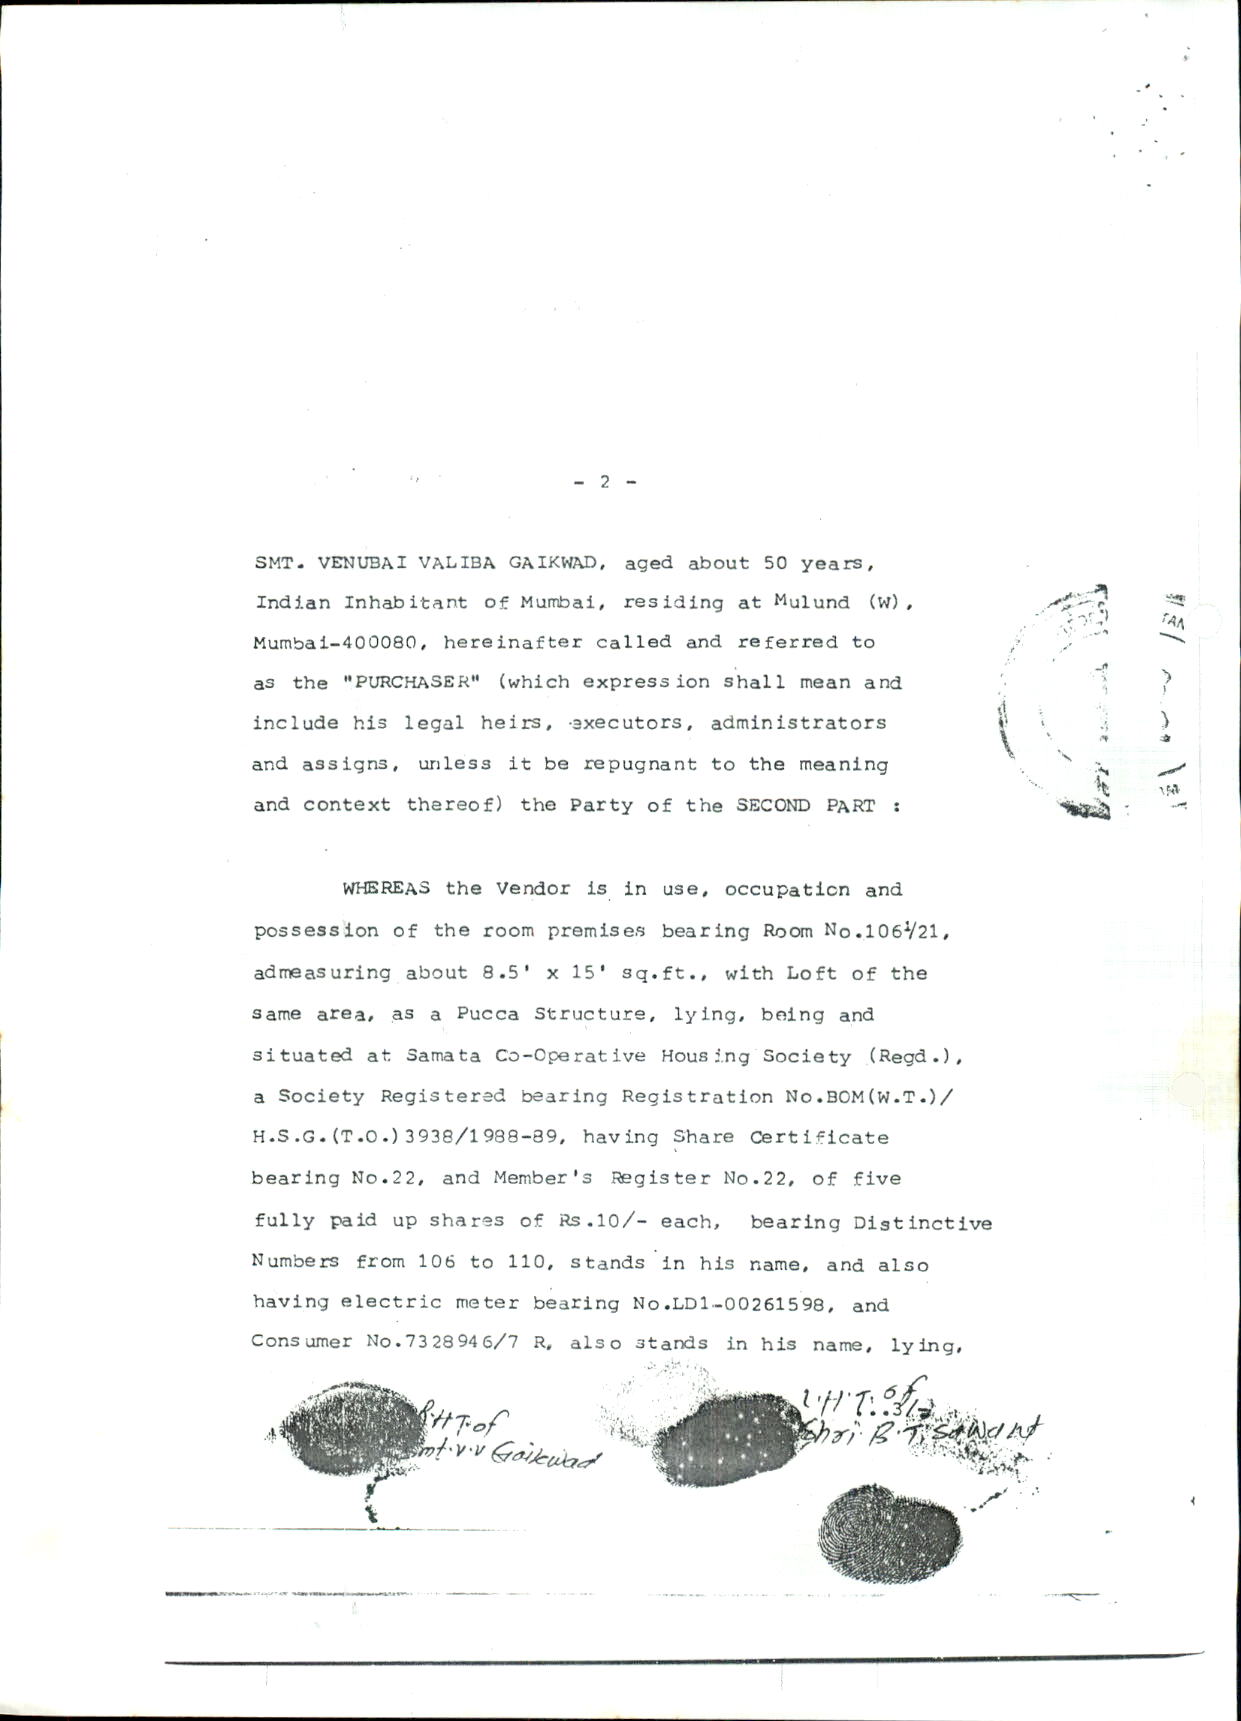 - 2 -
SMT. VENUBAI VALIBA GAIKWAD, aged about 50 years,
Indian Inhabitant of Mumbai, residing at Mulund (W),
Mumbai-400080, hereinafter called and referred to
as the "PURCHASER" (which expression shall mean and
include his legal heirs, executors, administrators
and assigns, unless it be repugnant to the meaning
and context thereof) the Party of the SECOND PART :
WHEREAS the Vendor is in use, occupation and
possession of the room premises bearing Room No.106¹/21,
admeasuring about 8.5' x 15' sq.ft., with Loft of the
same area, as a Pucca Structure, lying, being and
situated at Samata Co-Operative Housing Society (Regd.),
a Society Registered bearing Registration No.BOM(W.T.)/
H.S.G.(T.O.)3938/1988-89, having Share Certificate
bearing No.22, and Member's Register No.22, of five
fully paid up shares of Rs.10/- each, bearing Distinctive
Numbers from 106 to 110, stands in his name, and also
having electric meter bearing No.LD1-00261598, and
Consumer No.7328946/7 R, also stands in his name, lying,
R.H.T. of
Smt. V.V Gaikwad
L.H.T. of
Shri B.T. Sawant